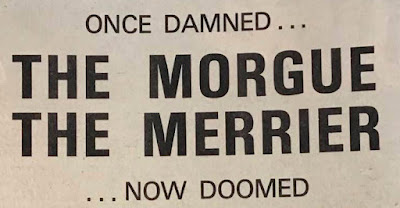 ONCE DAMNED...
THE MORGUE
THE MERRIER
...NOW DOOMED